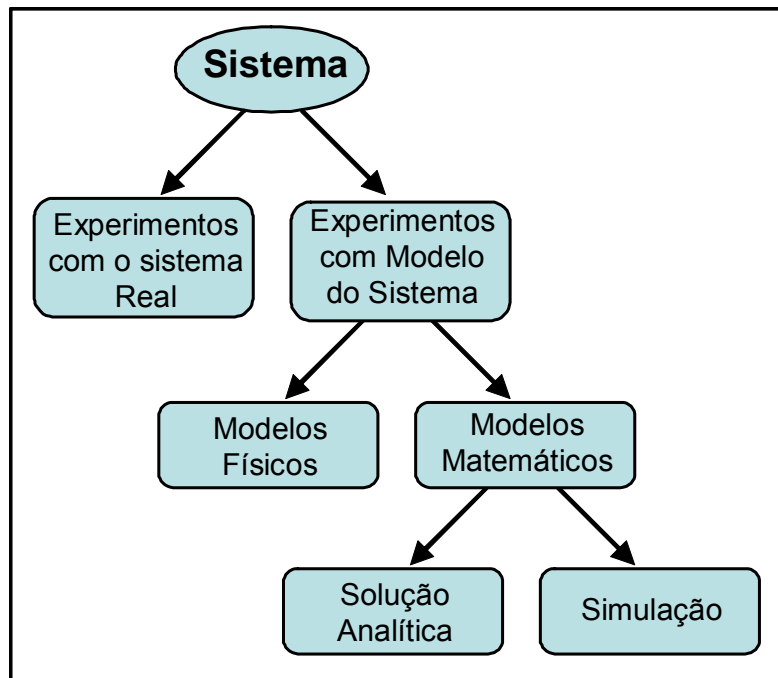 Sistema
Experimentos
com o sistema
Real
Experimentos
com Modelo
do Sistema
Modelos
Físicos
Modelos
Matemáticos
Solução
Analítica
Simulação